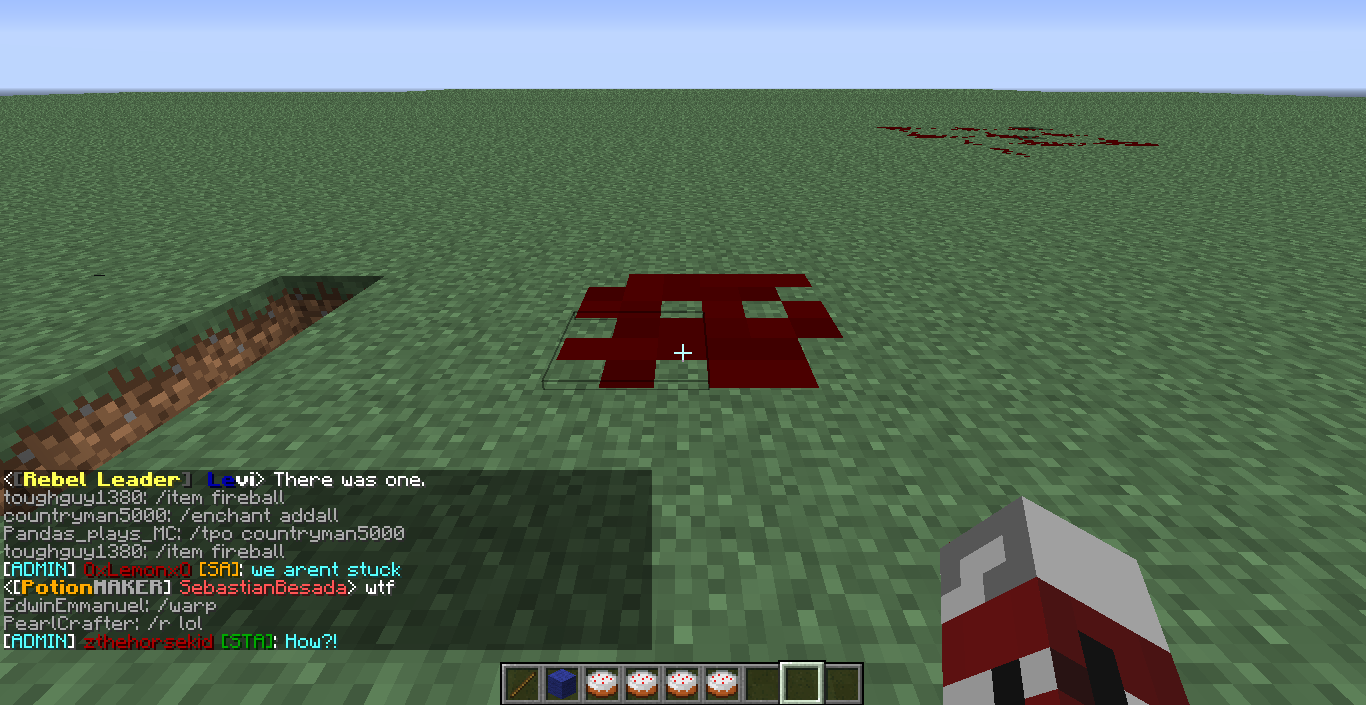 <[Rebel Leader] Levi> There was one.
toughguy1380: /item fireball
countryman5000: /enchant addall
Pandas_plays_MC: /tpo countryman5000
toughguy1380: /item fireball
[ADMIN] 0xLemonx0 [SA]: we arent stuck
<[PotionMAKER] SebastianBesada> wtf
EdwinEmmanuel: /warp
PearlCrafter: /r lol
[ADMIN] zthehorsekid [STA]: How?!